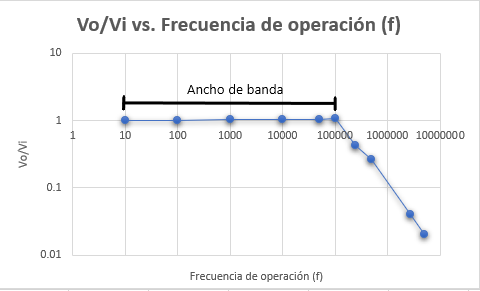 Vo/Vi vs. Frecuencia de operación (f)
10
Ancho de banda
1
1 10 100 1000 10000 100000 1000000 10000000
Vo/Vi
0.1
0.01
Frecuencia de operación (f)